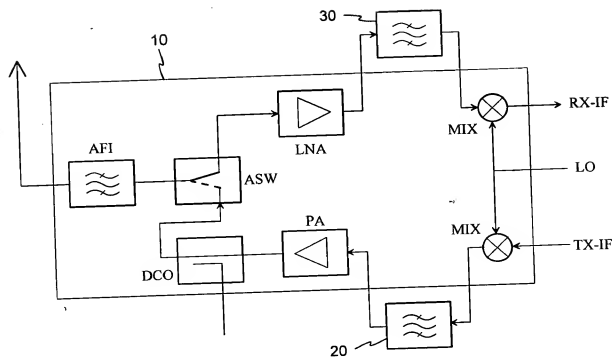 30
10
RX-IF
MIX
LNA
AFI
ASW
LO
PA
MIX
TX-IF
DCO
20